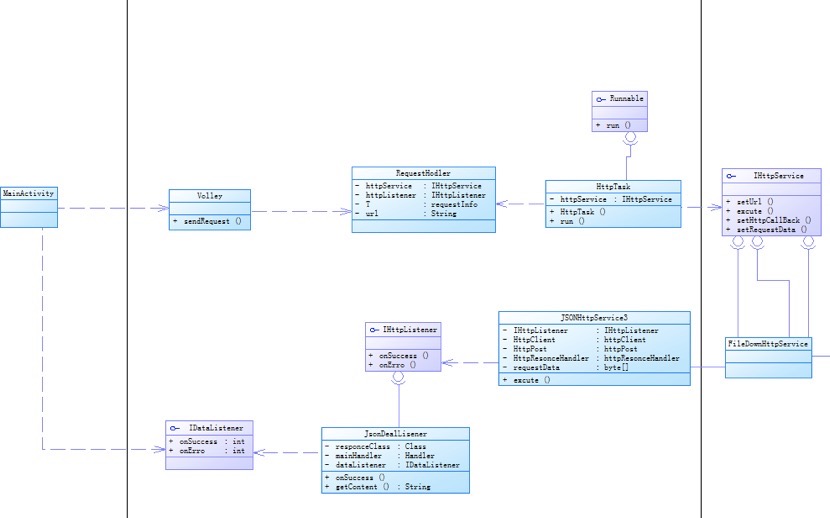 Runnable
+ run ()
MainActivity
Volley
+ sendRequest ()
RequestHodler
- httpService : IHttpService
- httpListener : IHttpListener
- T : requestInfo
- url : String
HttpTask
- httpService : IHttpService
+ HttpTask ()
+ run ()
IHttpService
+ setUrl ()
+ excute ()
+ setHttpCallBack ()
+ setRequestData ()
IHttpListener
+ onSuccess ()
+ onErro ()
JSONHttpService3
- IHttpListener : IHttpListener
- HttpClient : httpClient
- HttpPost : httpPost
- HttpResonceHandler : httpResonceHandler
- requestData : byte[]
+ excute ()
FileDownHttpService
IDataListener
+ onSuccess : int
+ onErro : int
JsonDealLisener
- responceClass : Class
- mainHandler : Handler
- dataListener : IDataListener
+ onSuccess ()
+ getContent () : String